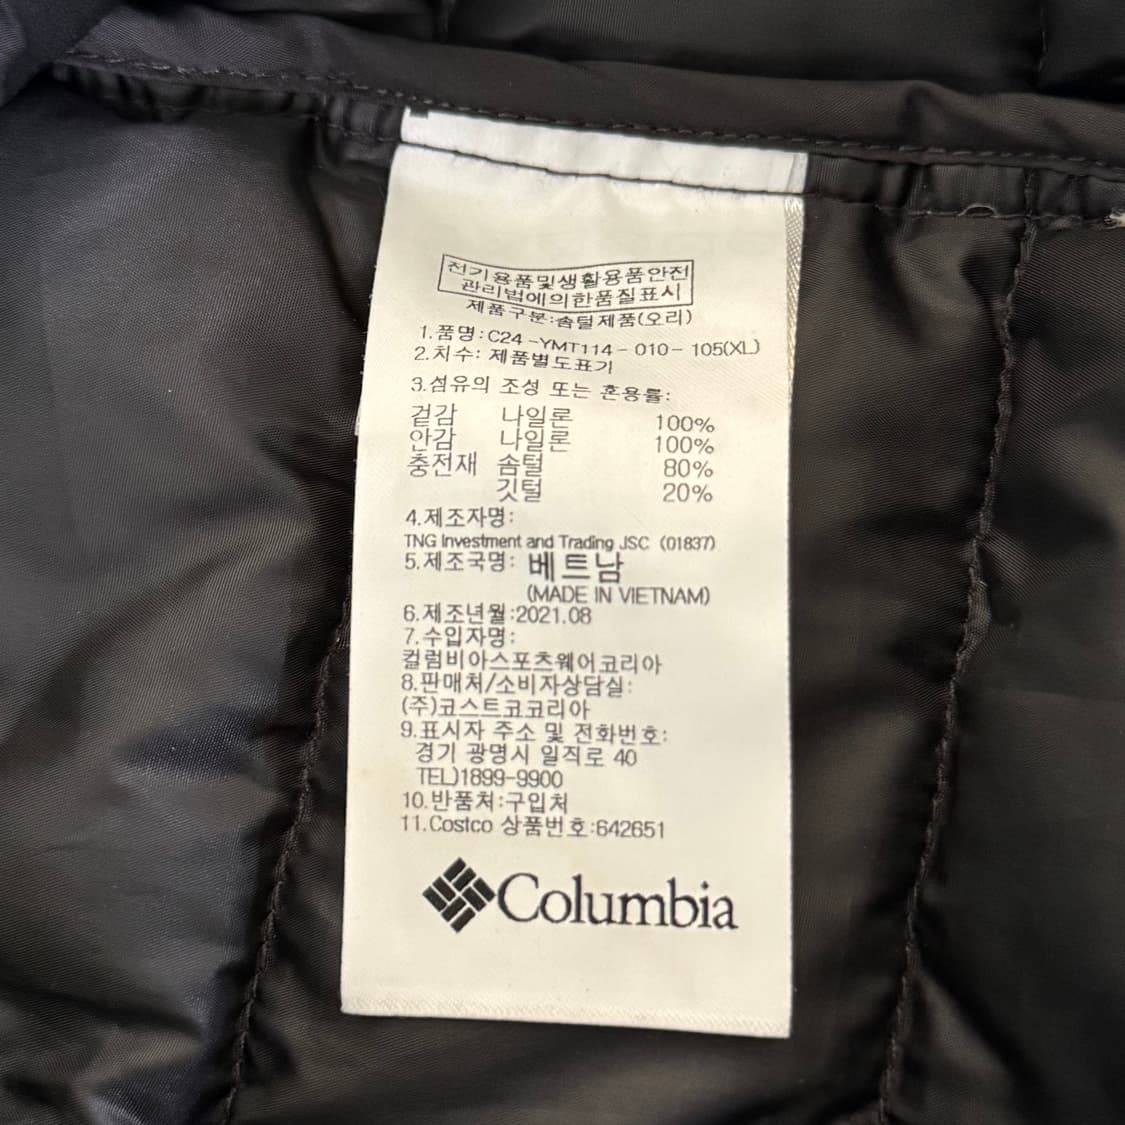 전기용품및생활용품안전
관리법에의한품질표시
제품구분:솜털제품(오리)
1.품명:C24-YMT114-010-105(XL)
2.치수: 제품별도표기
3.섬유의 조성 또는 혼용률:
겉감 나일론 100%
안감 나일론 100%
충전재 솜털 80%
깃털 20%
4.제조자명:
TNG Investment and Trading JSC (01837)
5.제조국명: 베트남
(MADE IN VIETNAM)
6.제조년월:2021.08
7.수입자명:
컬럼비아스포츠웨어코리아
8.판매처/소비자상담실:
(주)코스트코코리아
9.표시자 주소 및 전화번호:
경기 광명시 일직로 40
TEL)1899-9900
10.반품처:구입처
11.Costco 상품번호:642651
Columbia